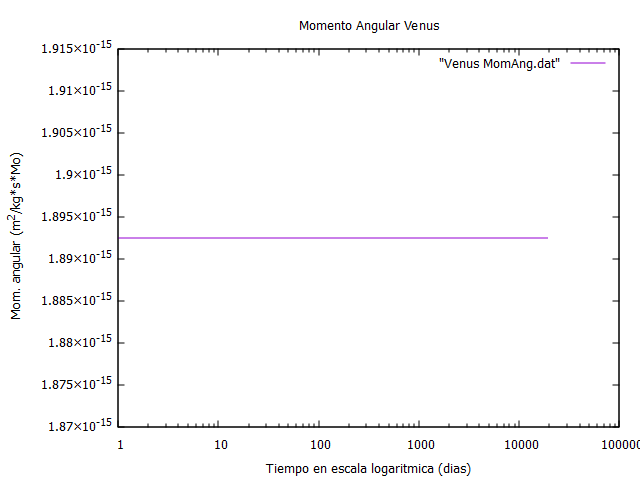 Momento Angular Venus
"Venus MomAng.dat"
1.915×10⁻¹⁵
1.91×10⁻¹⁵
1.905×10⁻¹⁵
1.9×10⁻¹⁵
1.895×10⁻¹⁵
1.89×10⁻¹⁵
1.885×10⁻¹⁵
1.88×10⁻¹⁵
1.875×10⁻¹⁵
1.87×10⁻¹⁵
Mom. angular (m²/kg*s*Mo)
1 10 100 1000 10000 100000
Tiempo en escala logaritmica (dias)